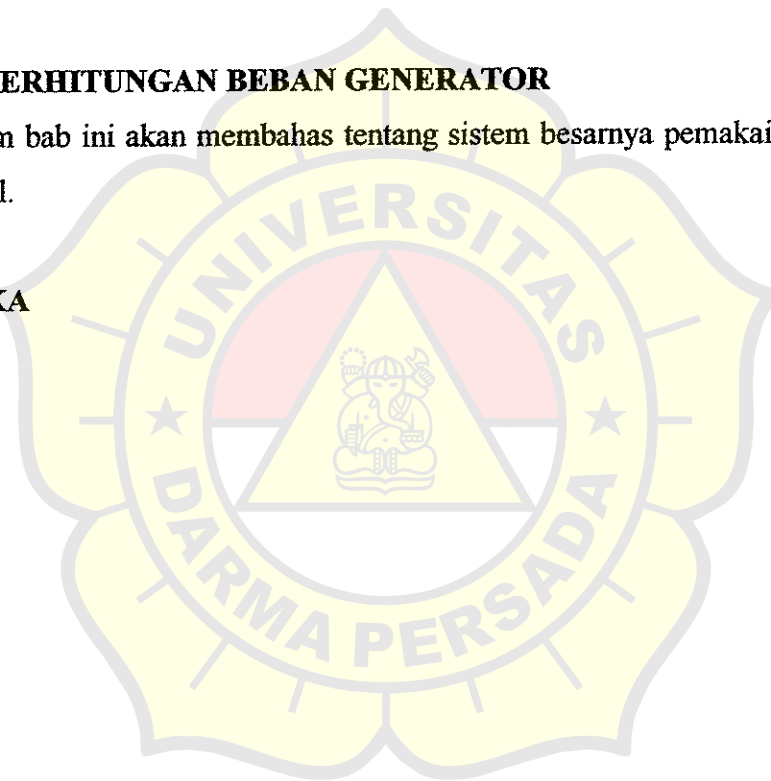 ERHITUNGAN BEBAN GENERATOR
m bab ini akan membahas tentang sistem besarnya pemakai
l.
KA
UNIVERSITAS
DARMA PERSADA